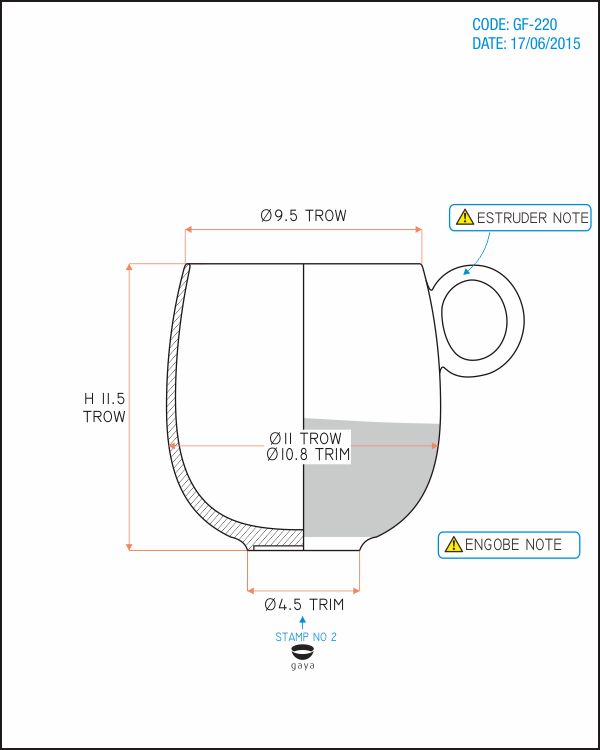 CODE: GF-220
DATE: 17/06/2015
Ø9.5 TROW
ESTRUDER NOTE
H 11.5
TROW
Ø11 TROW
Ø10.8 TRIM
ENGOBE NOTE
Ø4.5 TRIM
STAMP NO 2
gaya